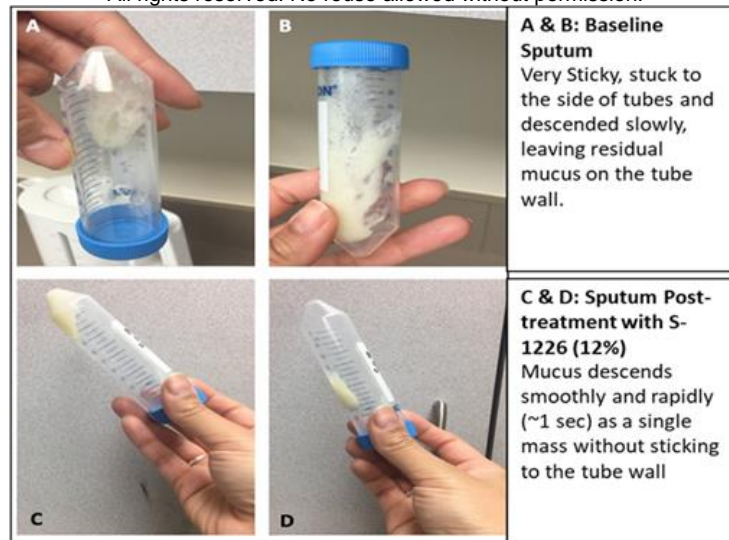 All rights reserved. No reuse allowed without permission.
A
B
A & B: Baseline
Sputum
Very Sticky, stuck to
the side of tubes and
descended slowly,
leaving residual
mucus on the tube
wall.
C & D: Sputum Post-
treatment with S-
1226 (12%)
Mucus descends
smoothly and rapidly
(~1 sec) as a single
mass without sticking
to the tube wall
C
D